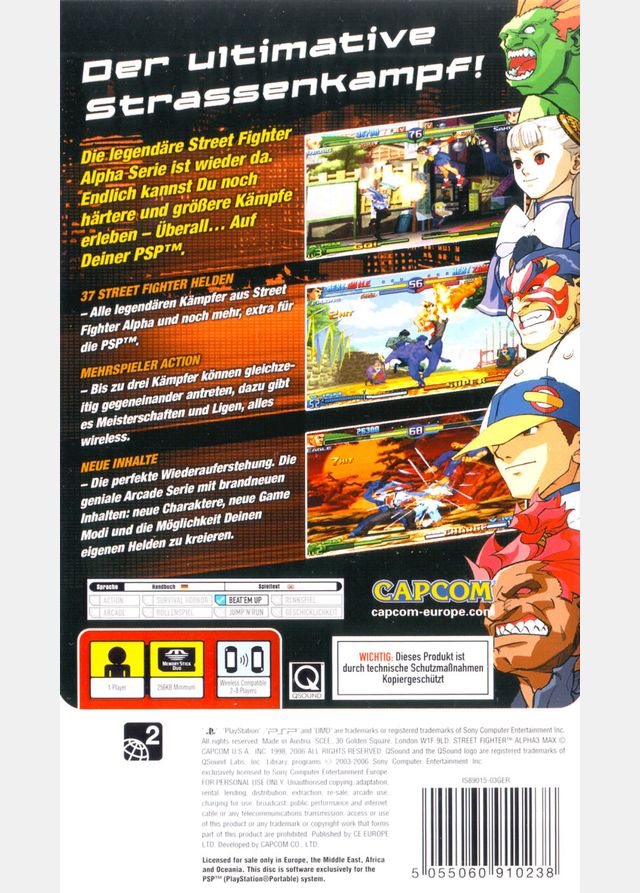 Der ultimative
Strassenkampf!
Die legendäre Street Fighter
Alpha Serie ist wieder da.
Endlich kannst Du noch
härtere und größere Kämpfe
erleben – Überall... Auf
Deiner PSP™.
37 STREET FIGHTER HELDEN
– Alle legendären Kämpfer aus Street
Fighter Alpha und noch mehr, extra für
die PSP™.
MEHRSPIELER ACTION
– Bis zu drei Kämpfer können gleichze-
itig gegeneinander antreten, dazu gibt
es Meisterschaften und Ligen, alles
wireless.
NEUE INHALTE
– Die perfekte Wiederauferstehung. Die
geniale Arcade Serie mit brandneuen
Inhalten: neue Charaktere, neue Game
Modi und die Möglichkeit Deinen
eigenen Helden zu kreieren.
76
56
26300
68
EAGLE
7 HIT
Sprache Handbuch Spieltext
ACTION SURVIVAL HORROR BEAT'EM UP RENNSPIEL
ARCADE ROLLENSPIEL JUMP'N RUN GESCHICKLICHKEIT
CAPCOM
capcom-europe.com
1 Player
MEMORY STICK
DUO
256KB Minimum
Wireless Compatible
2-8 Players
Q
QSOUND
WICHTIG: Dieses Produkt ist
durch technische Schutzmaßnahmen
Kopiergeschützt
2
"PlayStation", "PSP" and "UMD" are trademarks or registered trademarks of Sony Computer Entertainment Inc.
All rights reserved. Made in Austria. SCEE, 30 Golden Square, London W1F 9LD. STREET FIGHTER™ ALPHA3 MAX ©
CAPCOM U.S.A. INC. 1998, 2006 ALL RIGHTS RESERVED. QSound and the QSound logo are registered trademarks of
QSound Labs, Inc. Library programs © 2003-2006 Sony Computer Entertainment Inc.
exclusively licensed to Sony Computer Entertainment Europe.
FOR PERSONAL USE ONLY. Unauthorised copying, adaptation,
rental, lending, distribution, extraction, re-sale, arcade use,
charging for use, broadcast, public performance and internet,
cable or any telecommunications transmission, access or use
of this product or any trademark or copyright work that forms
part of this product are prohibited. Published by CE EUROPE
LTD. Developed by CAPCOM CO., LTD.
Licensed for sale only in Europe, the Middle East, Africa
and Oceania. This disc is software exclusively for the
PSP™ (PlayStation®Portable) system.
IS89015-03GER
5 055060 910238